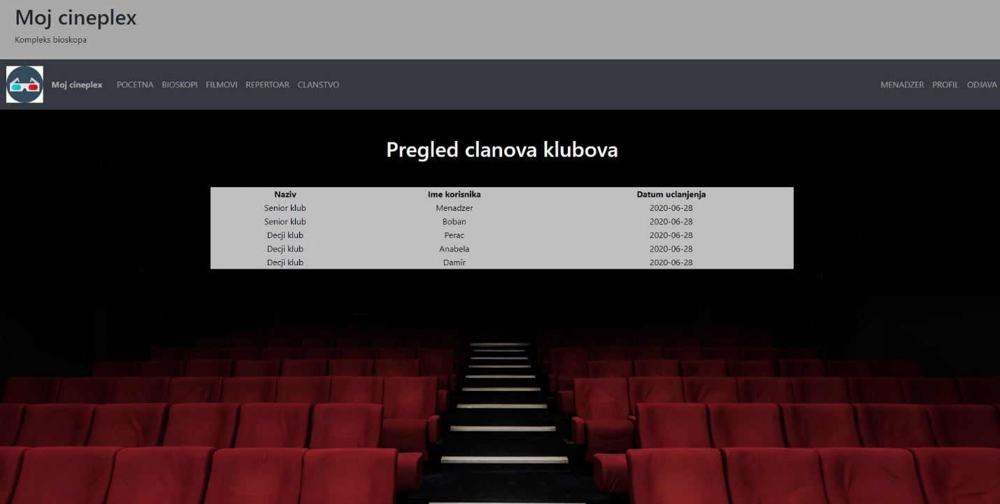 Moj cineplex
Kompleks bioskopa
Moj cineplex POCETNA BIOSKOPI FILMOVI REPERTOAR CLANSTVO MENADZER PROFIL ODJAVA
Pregled clanova klubova
Naziv Ime korisnika Datum uclanjenja
Senior klub Menadzer 2020-06-28
Senior klub Boban 2020-06-28
Decji klub Perac 2020-06-28
Decji klub Anabela 2020-06-28
Decji klub Damir 2020-06-28